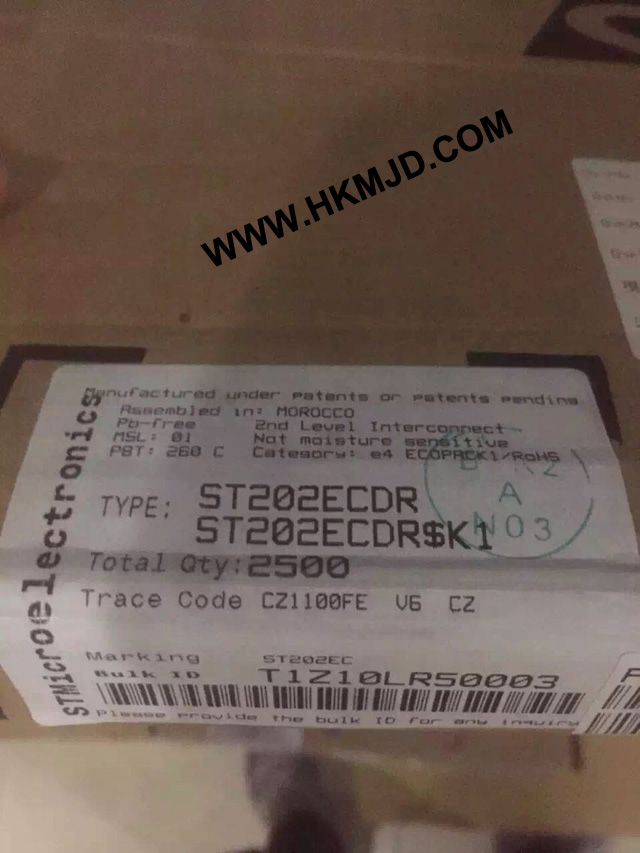 WWW.HKMJD.COM
Manufactured under patents or patents pending
Assembled in: MOROCCO
Pb-free 2nd Level Interconnect
MSL: 01 Not moisture sensitive
PBT: 260 C Category: e4 ECOPACK1/RoHS
STMicroelectronics
TYPE: ST202ECDR
ST202ECDR$K1
A
NO3
Total Qty: 2500
Trace Code CZ1100FE V6 CZ
Marking ST202EC
Bulk ID T1Z10LR50003
Please provide the bulk ID for any inquiry